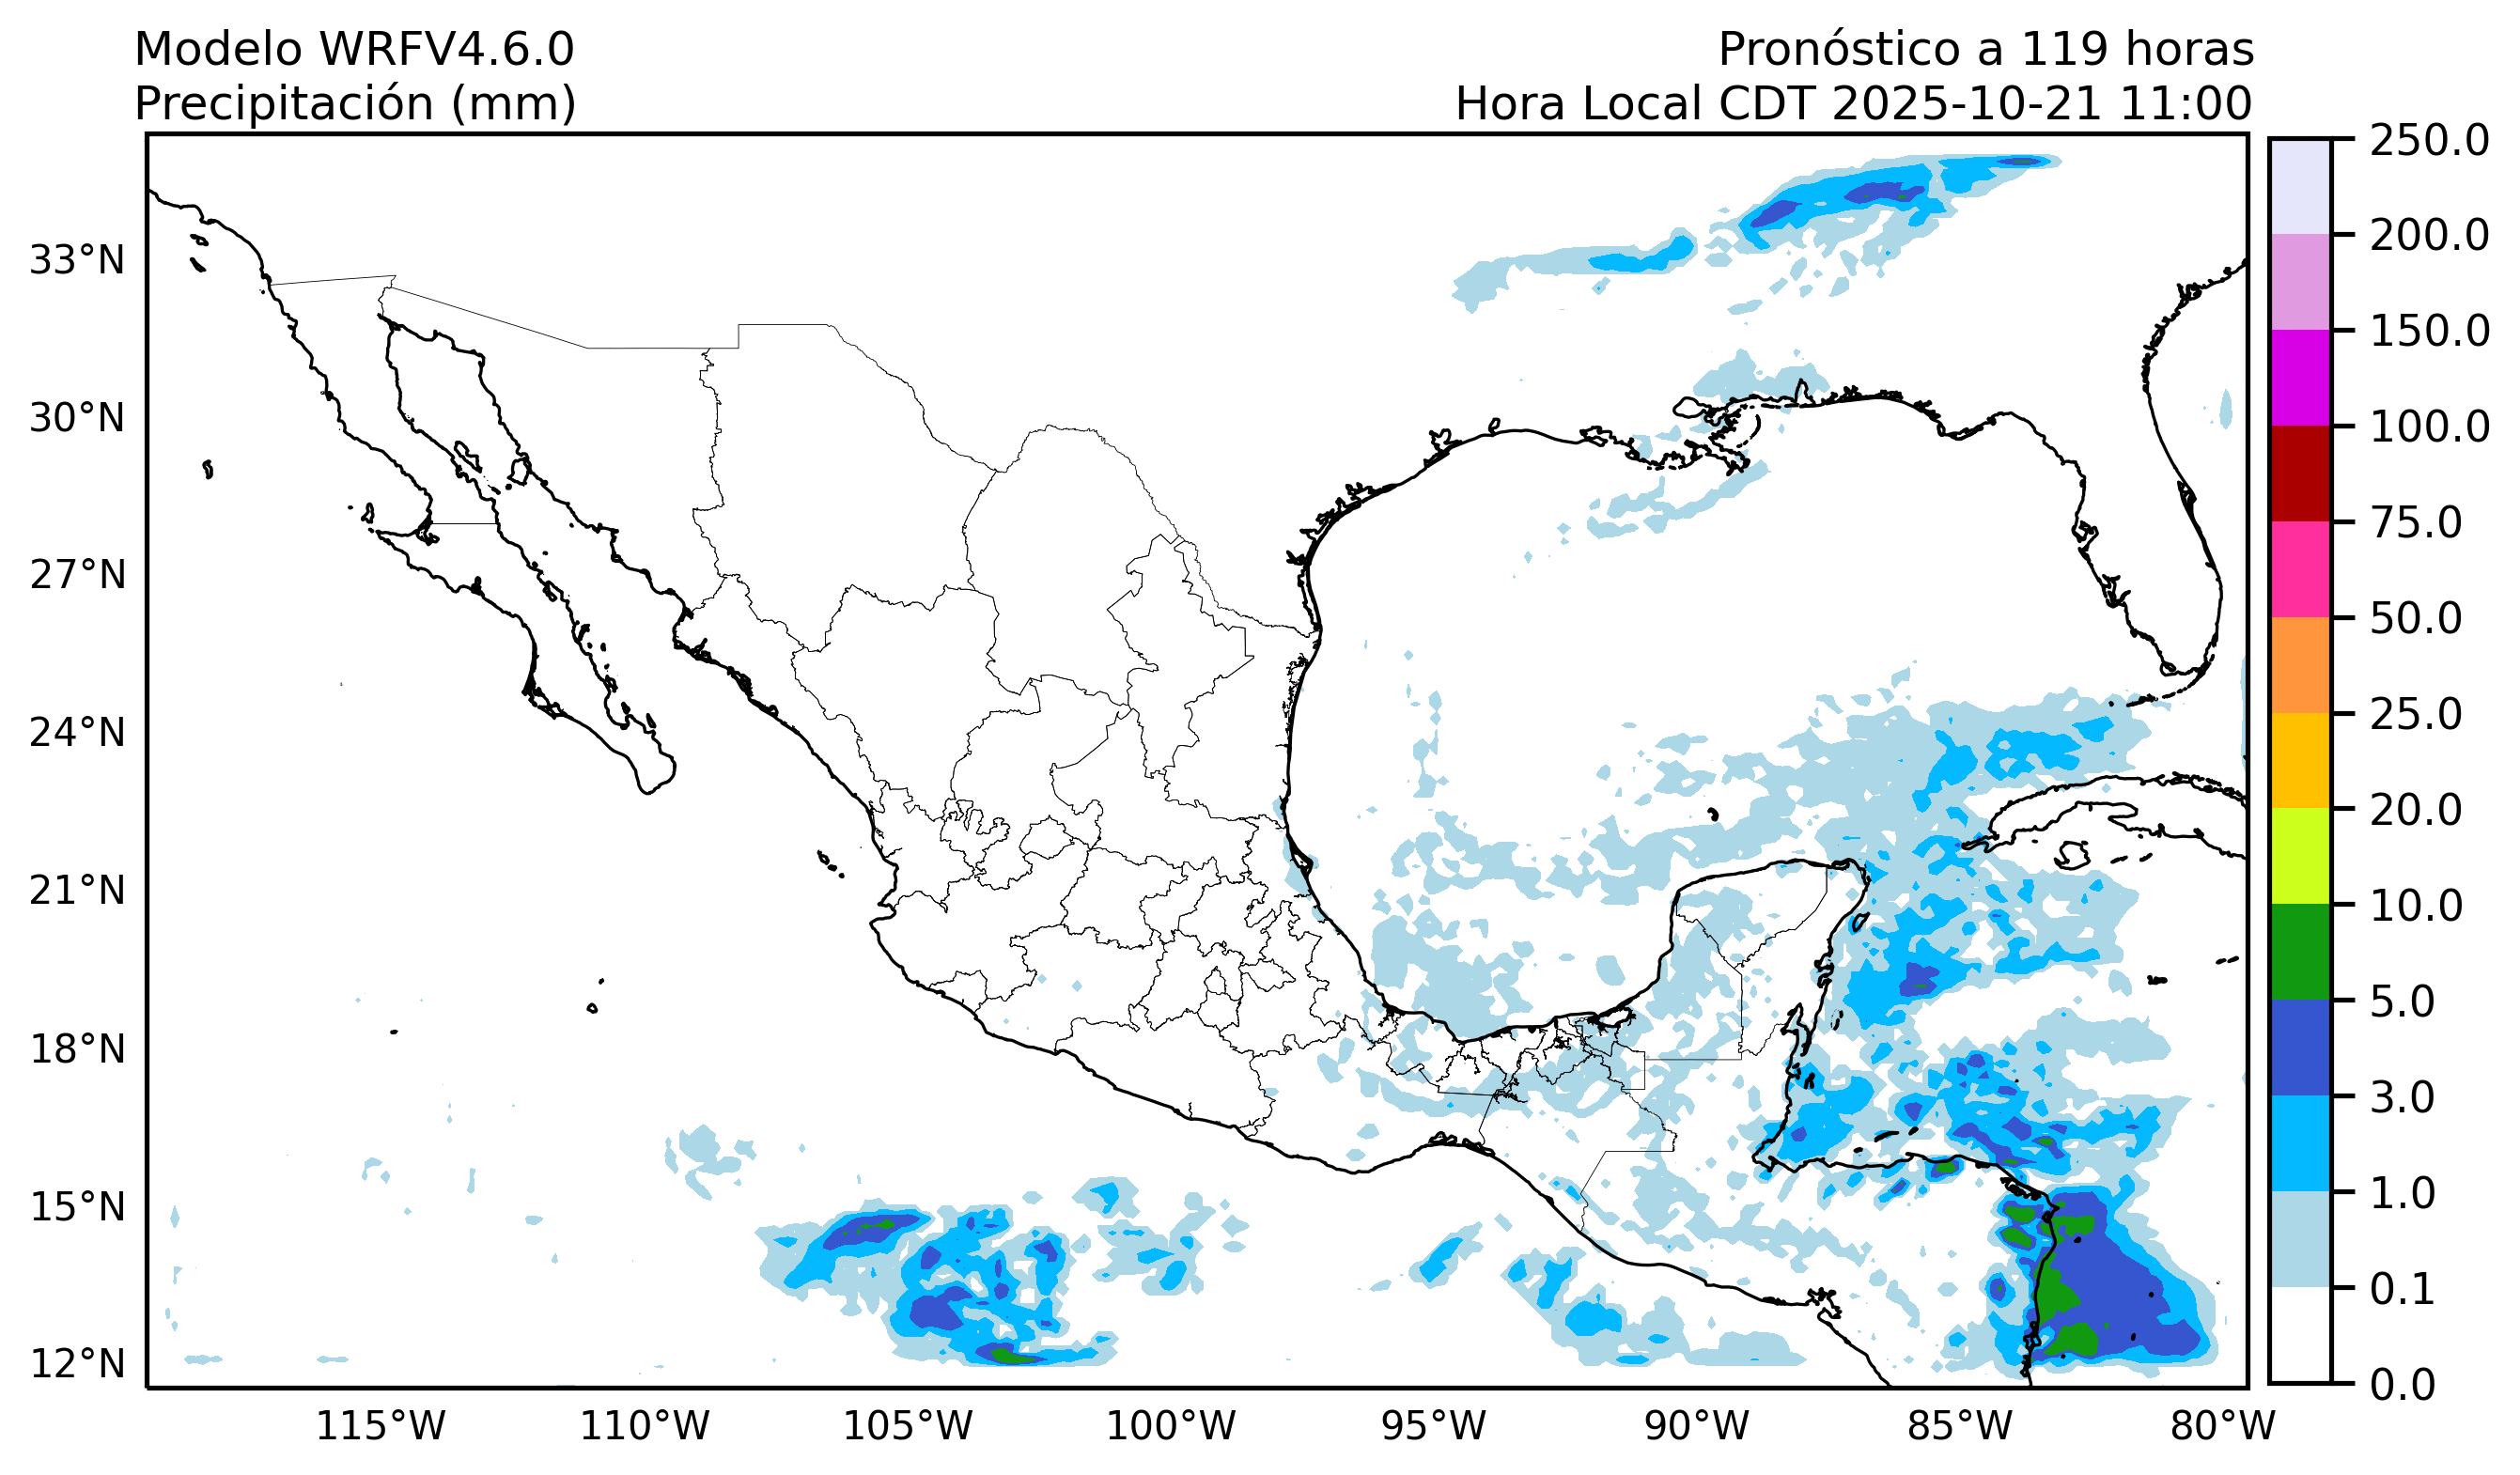 Modelo WRFV4.6.0
Precipitación (mm)
Pronóstico a 119 horas
Hora Local CDT 2025-10-21 11:00
33°N
30°N
27°N
24°N
21°N
18°N
15°N
12°N
115°W
110°W
105°W
100°W
95°W
90°W
85°W
80°W
250.0
200.0
150.0
100.0
75.0
50.0
25.0
20.0
10.0
5.0
3.0
1.0
0.1
0.0